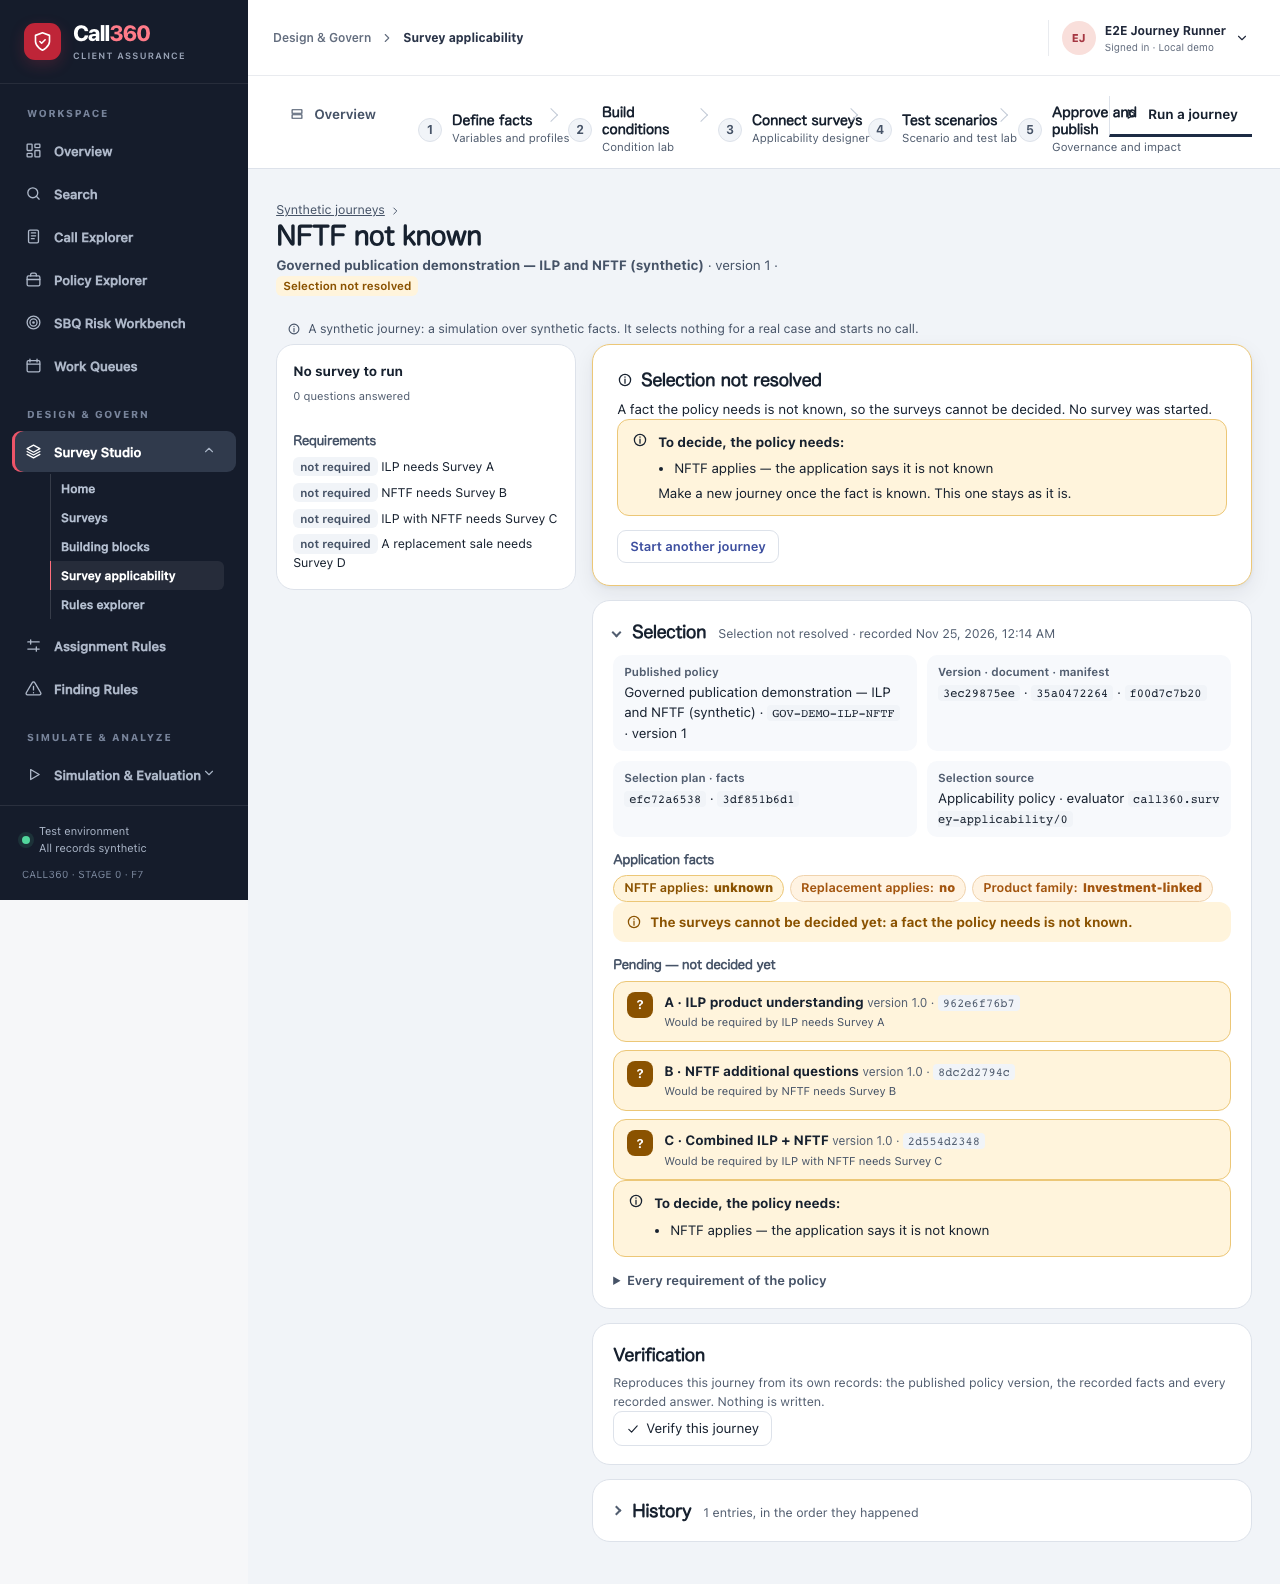 Call360
CLIENT ASSURANCE
WORKSPACE
Overview
Search
Call Explorer
Policy Explorer
SBQ Risk Workbench
Work Queues
DESIGN & GOVERN
Survey Studio
Home
Surveys
Building blocks
Survey applicability
Rules explorer
Assignment Rules
Finding Rules
SIMULATE & ANALYZE
Simulation & Evaluation
Test environment
All records synthetic
CALL360 · STAGE 0 · F7
Design & Govern > Survey applicability
EJ
E2E Journey Runner
Signed in · Local demo
Overview
1 Define facts
Variables and profiles
2 Build
conditions
Condition lab
3 Connect surveys
Applicability designer
4 Test scenarios
Scenario and test lab
5 Approve and
publish
Governance and impact
Run a journey
Synthetic journeys >
NFTF not known
Governed publication demonstration — ILP and NFTF (synthetic) · version 1 ·
Selection not resolved
A synthetic journey: a simulation over synthetic facts. It selects nothing for a real case and starts no call.
No survey to run
0 questions answered
Requirements
not required ILP needs Survey A
not required NFTF needs Survey B
not required ILP with NFTF needs Survey C
not required A replacement sale needs
Survey D
Selection not resolved
A fact the policy needs is not known, so the surveys cannot be decided. No survey was started.
To decide, the policy needs:
• NFTF applies — the application says it is not known
Make a new journey once the fact is known. This one stays as it is.
Start another journey
Selection Selection not resolved · recorded Nov 25, 2026, 12:14 AM
Published policy
Governed publication demonstration — ILP
and NFTF (synthetic) · GOV-DEMO-ILP-NFTF
· version 1
Version · document · manifest
3ec29875ee · 35a0472264 · f00d7c7b20
Selection plan · facts
efc72a6538 · 3df851b6d1
Selection source
Applicability policy · evaluator call360.surv
ey-applicability/0
Application facts
NFTF applies: unknown
Replacement applies: no
Product family: Investment-linked
The surveys cannot be decided yet: a fact the policy needs is not known.
Pending — not decided yet
? A · ILP product understanding version 1.0 · 962e6f76b7
Would be required by ILP needs Survey A
? B · NFTF additional questions version 1.0 · 8dc2d2794c
Would be required by NFTF needs Survey B
? C · Combined ILP + NFTF version 1.0 · 2d554d2348
Would be required by ILP with NFTF needs Survey C
To decide, the policy needs:
• NFTF applies — the application says it is not known
Every requirement of the policy
Verification
Reproduces this journey from its own records: the published policy version, the recorded facts and every
recorded answer. Nothing is written.
Verify this journey
History 1 entries, in the order they happened